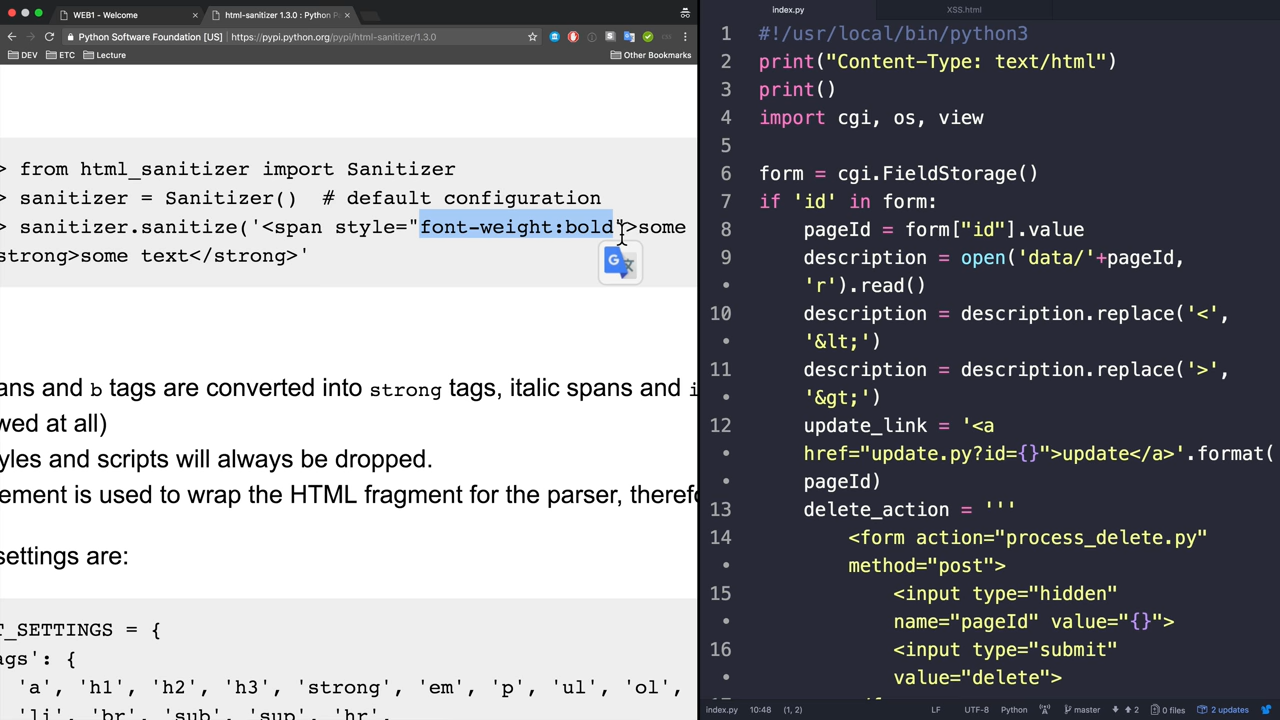 WEB1 - Welcome
html-sanitizer 1.3.0 : Python P
Python Software Foundation [US]
https://pypi.python.org/pypi/html-sanitizer/1.3.0
DEV
ETC
Lecture
Other Bookmarks
> from html_sanitizer import Sanitizer
> sanitizer = Sanitizer()  # default configuration
> sanitizer.sanitize('<span style="font-weight:bold">some
strong>some text</strong>'
ans and b tags are converted into strong tags, italic spans and i
wed at all)
yles and scripts will always be dropped.
ement is used to wrap the HTML fragment for the parser, therefo
settings are:
T_SETTINGS = {
ags': {
'a', 'h1', 'h2', 'h3', 'strong', 'em', 'p', 'ul', 'ol',
'li', 'br', 'sub', 'sup', 'hr',
index.py
XSS.html
1 #!/usr/local/bin/python3
2 print("Content-Type: text/html")
3 print()
4 import cgi, os, view
5
6 form = cgi.FieldStorage()
7 if 'id' in form:
8 pageId = form["id"].value
9 description = open('data/'+pageId,
• 'r').read()
10 description = description.replace('<',
• '&lt;')
11 description = description.replace('>',
• '&gt;')
12 update_link = '<a
• href="update.py?id={}">update</a>'.format(
• pageId)
13 delete_action = '''
14 <form action="process_delete.py"
• method="post">
15 <input type="hidden"
• name="pageId" value="{}">
16 <input type="submit"
• value="delete">
index.py 10:48 (1, 2)
LF UTF-8 Python master 2 0 files 2 updates